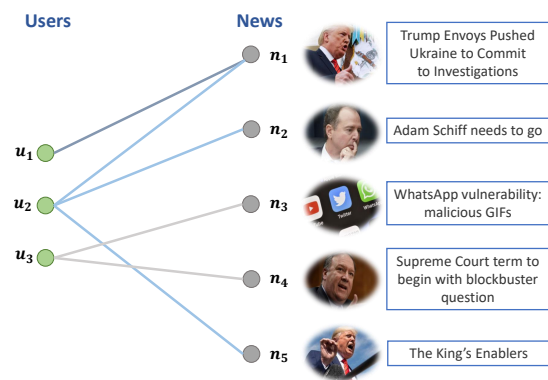 Users
News
n1
Trump Envoys Pushed
Ukraine to Commit
to Investigations
n2
Adam Schiff needs to go
u1
u2
n3
Twitter
WhatsApp vulnerability:
malicious GIFs
u3
n4
Supreme Court term to
begin with blockbuster
question
n5
The King's Enablers